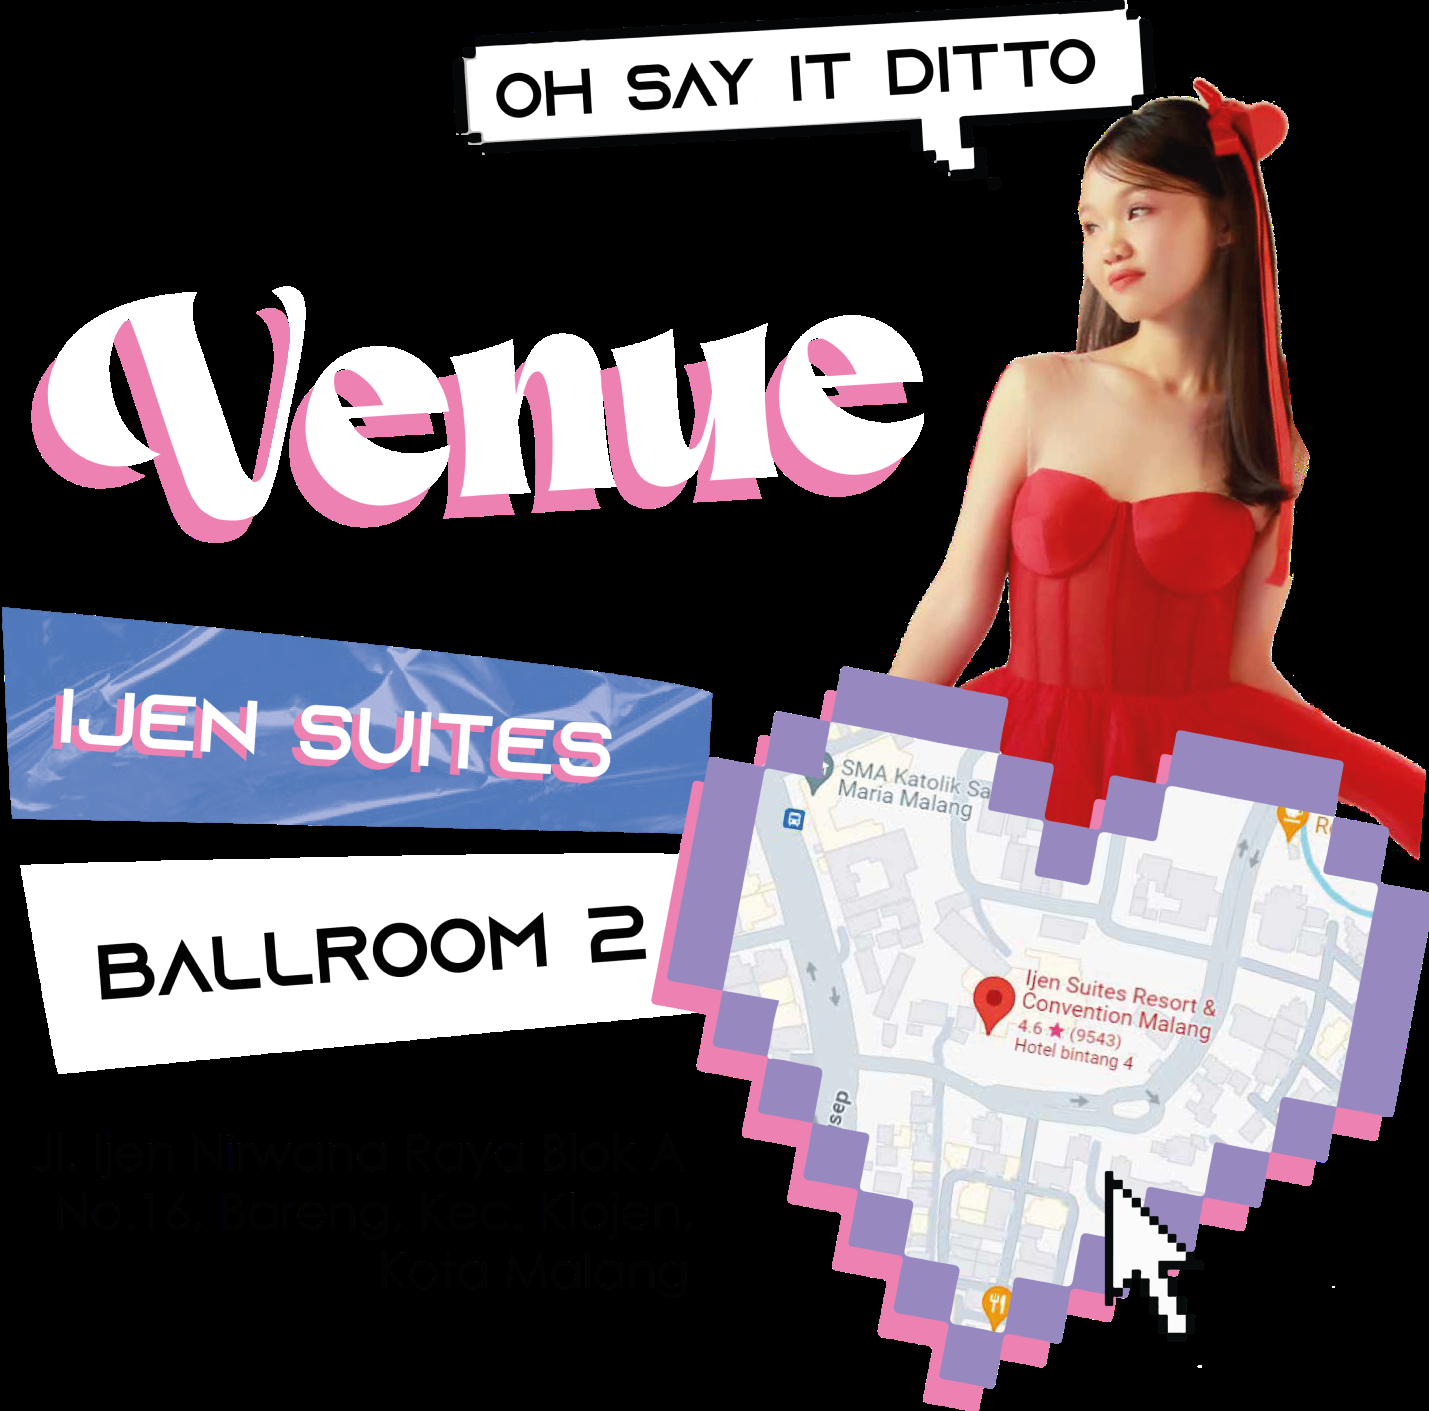 OH SAY IT DITTO
Venue
IJEN SUITES
BALLROOM 2
Jl. Ijen Nirwana Raya Blok A
No.16, Bareng, Kec. Klojen,
Kota Malang
SMA Katolik Sa
Maria Malang
Ijen Suites Resort &
Convention Malang
4.6 ★ (9543)
Hotel bintang 4
sep